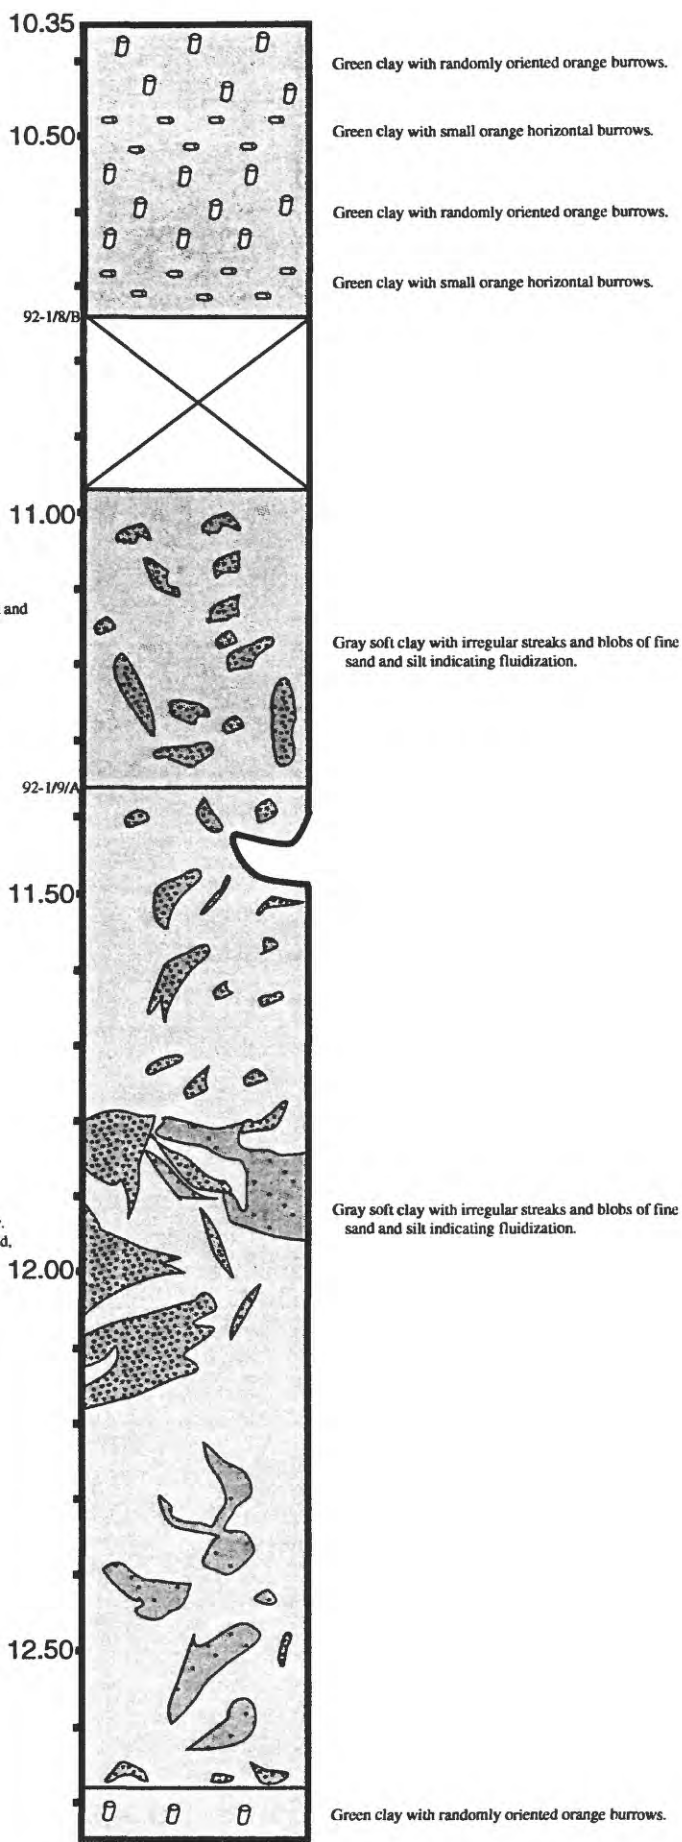 10.35
Green clay with randomly oriented orange burrows.
10.50
Green clay with small orange horizontal burrows.
Green clay with randomly oriented orange burrows.
Green clay with small orange horizontal burrows.
92-1/8/B
11.00
and
Gray soft clay with irregular streaks and blobs of fine
sand and silt indicating fluidization.
92-1/9/A
11.50
Gray soft clay with irregular streaks and blobs of fine
sand and silt indicating fluidization.
12.00
12.50
Green clay with randomly oriented orange burrows.